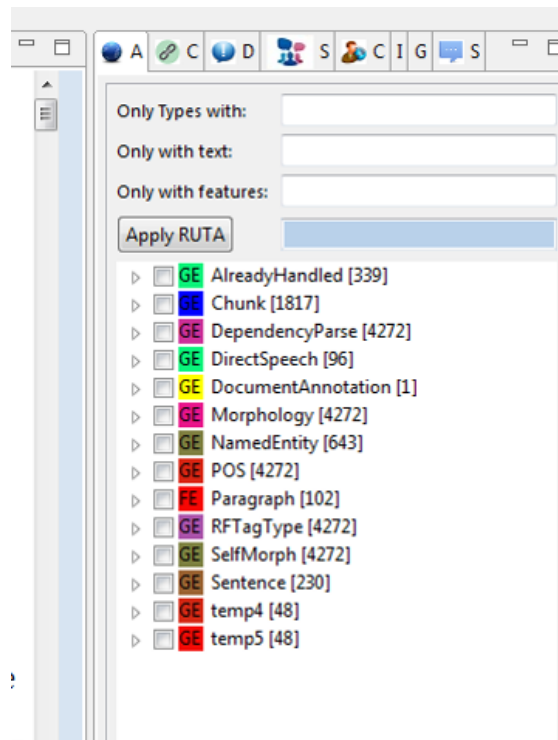 A C D S C I G S
Only Types with:
Only with text:
Only with features:
Apply RUTA
GE AlreadyHandled [339]
GE Chunk [1817]
GE DependencyParse [4272]
GE DirectSpeech [96]
GE DocumentAnnotation [1]
GE Morphology [4272]
GE NamedEntity [643]
GE POS [4272]
FE Paragraph [102]
GE RFTagType [4272]
GE SelfMorph [4272]
GE Sentence [230]
GE temp4 [48]
GE temp5 [48]